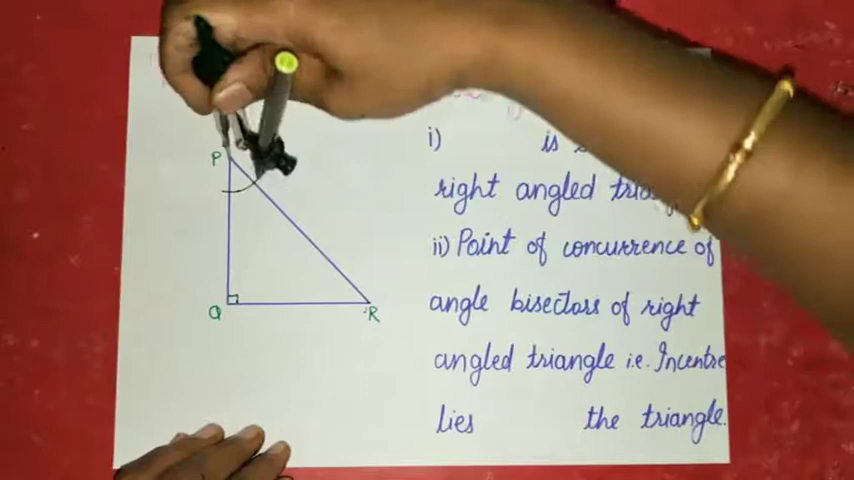 P
Q
R
i) is
right angled
ii) Point of concurrence of
angle bisectors of right
angled triangle i.e. Incentre
lies the triangle.